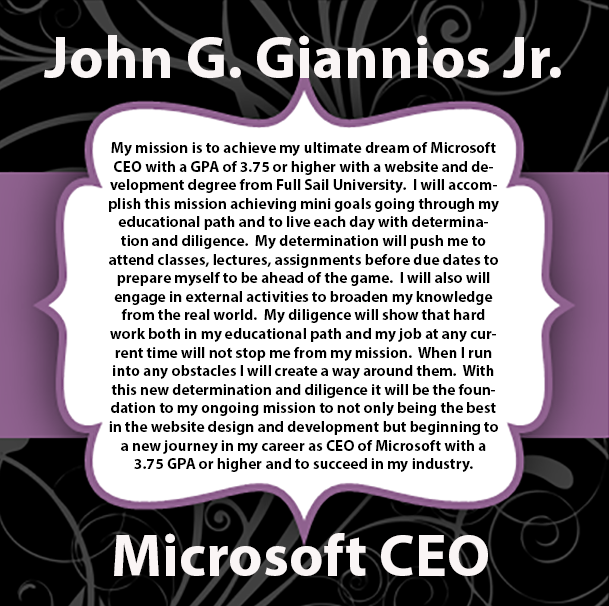 John G. Giannios Jr.
My mission is to achieve my ultimate dream of Microsoft
CEO with a GPA of 3.75 or higher with a website and de-
velopment degree from Full Sail University.  I will accom-
plish this mission achieving mini goals going through my
educational path and to live each day with determina-
tion and diligence.  My determination will push me to
attend classes, lectures, assignments before due dates to
prepare myself to be ahead of the game.  I will also will
engage in external activities to broaden my knowledge
from the real world.  My diligence will show that hard
work both in my educational path and my job at any cur-
rent time will not stop me from my mission.  When I run
into any obstacles I will create a way around them.  With
this new determination and diligence it will be the foun-
dation to my ongoing mission to not only being the best
in the website design and development but beginning to
a new journey in my career as CEO of Microsoft with a
3.75 GPA or higher and to succeed in my industry.
Microsoft CEO